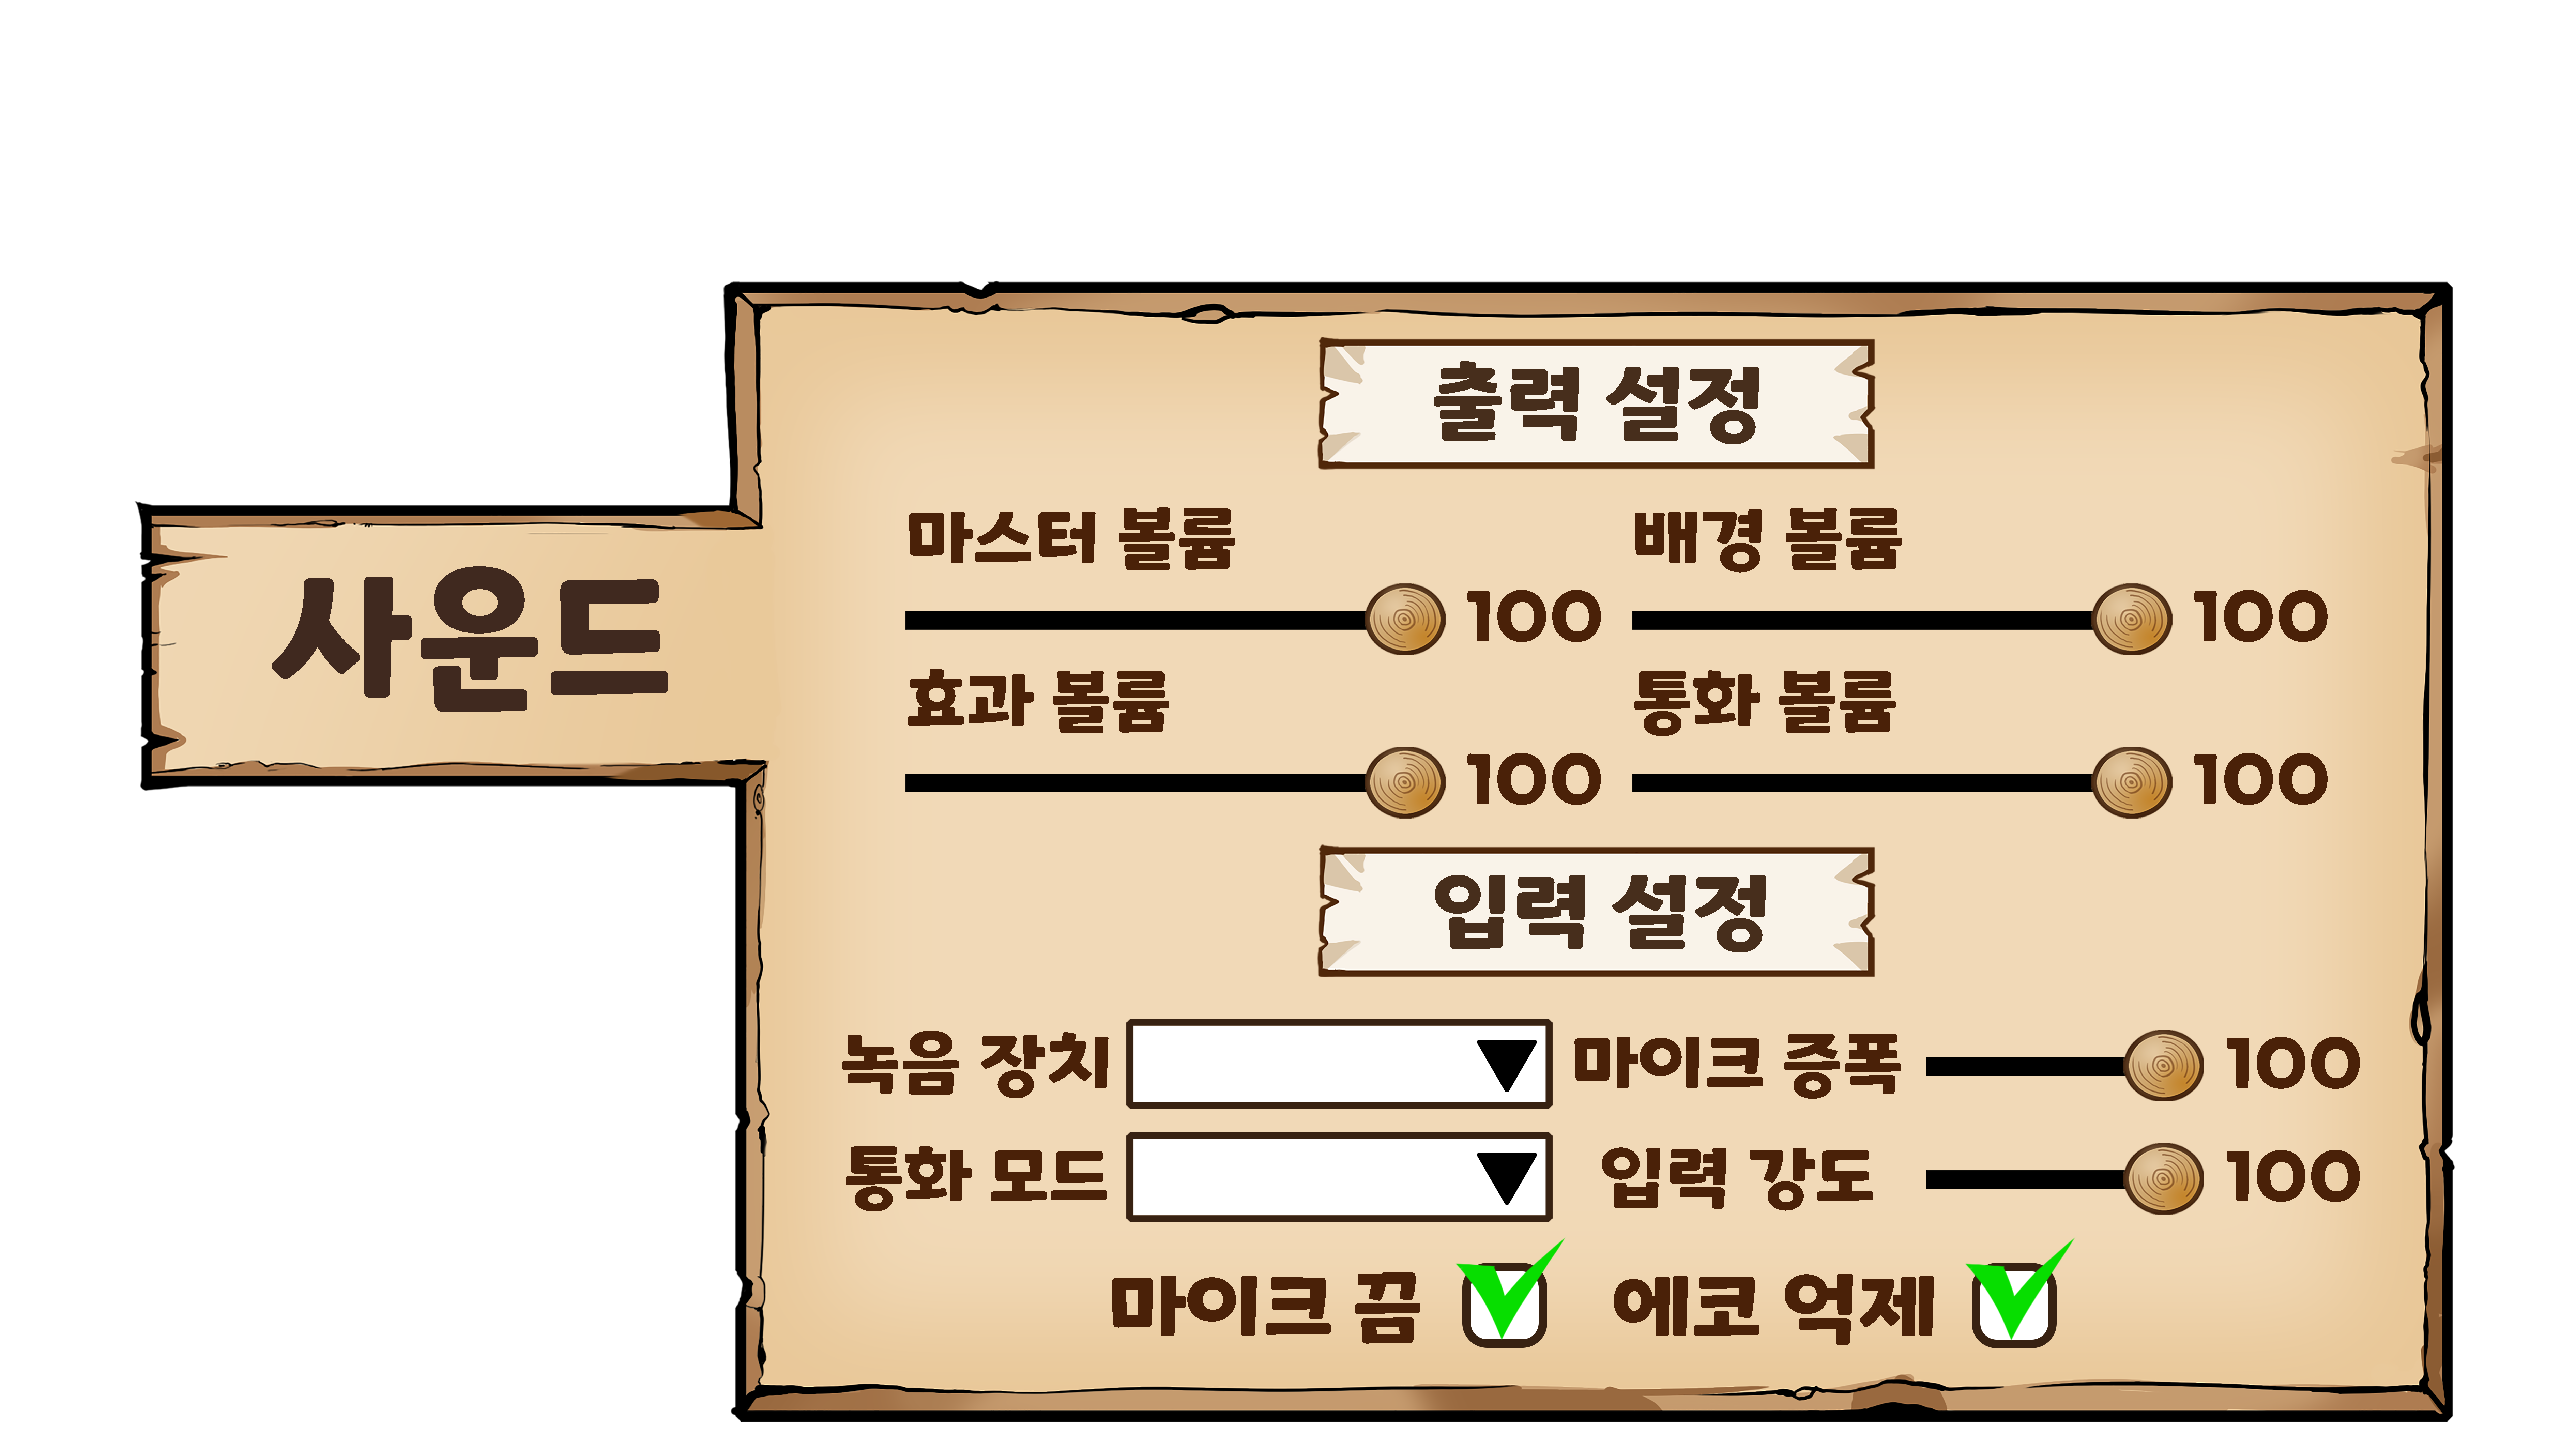 사운드
출력 설정
마스터 볼륨
100
배경 볼륨
100
효과 볼륨
100
통화 볼륨
100
입력 설정
녹음 장치
마이크 증폭 100
통화 모드
입력 강도 100
마이크 끔
에코 억제